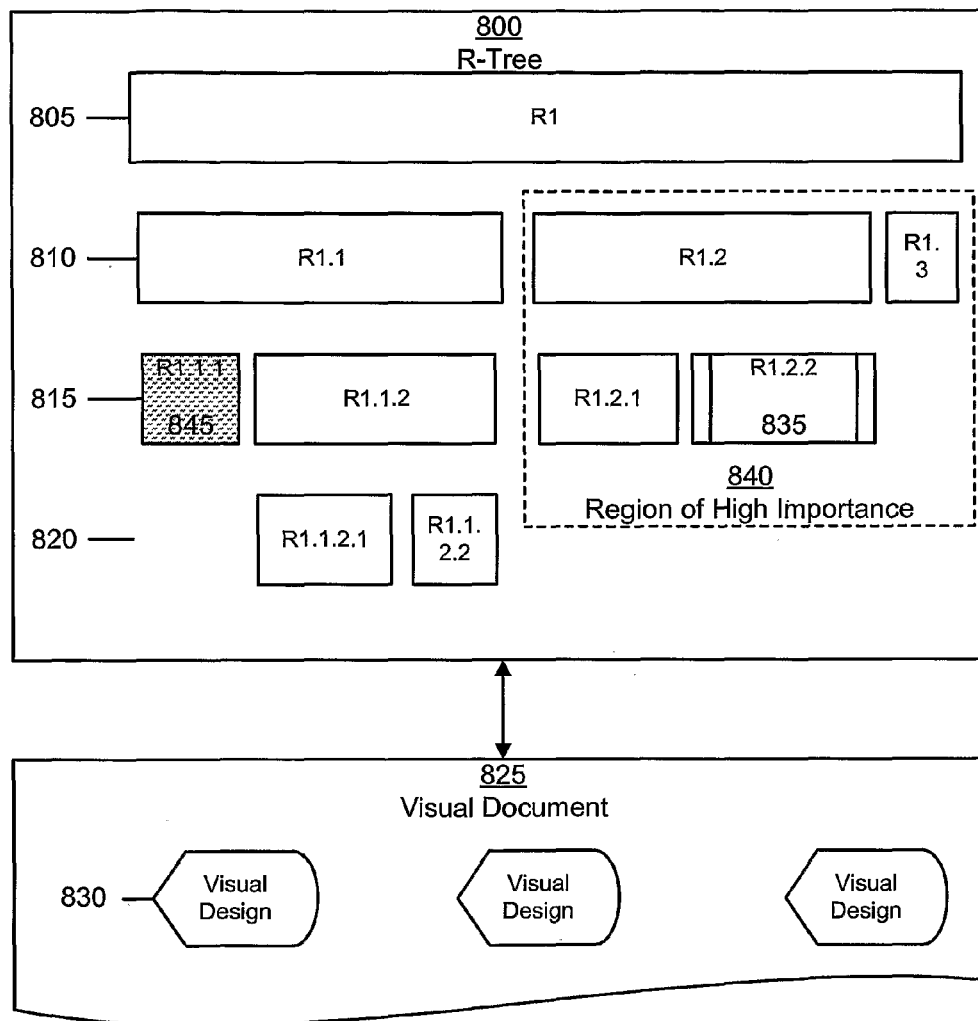 800
R-Tree
805
R1
810
R1.1
R1.2
R1.
3
815
R1.1.1
845
R1.1.2
R1.2.1
R1.2.2
835
840
Region of High Importance
820
R1.1.2.1
R1.1.
2.2
825
Visual Document
830
Visual
Design
Visual
Design
Visual
Design